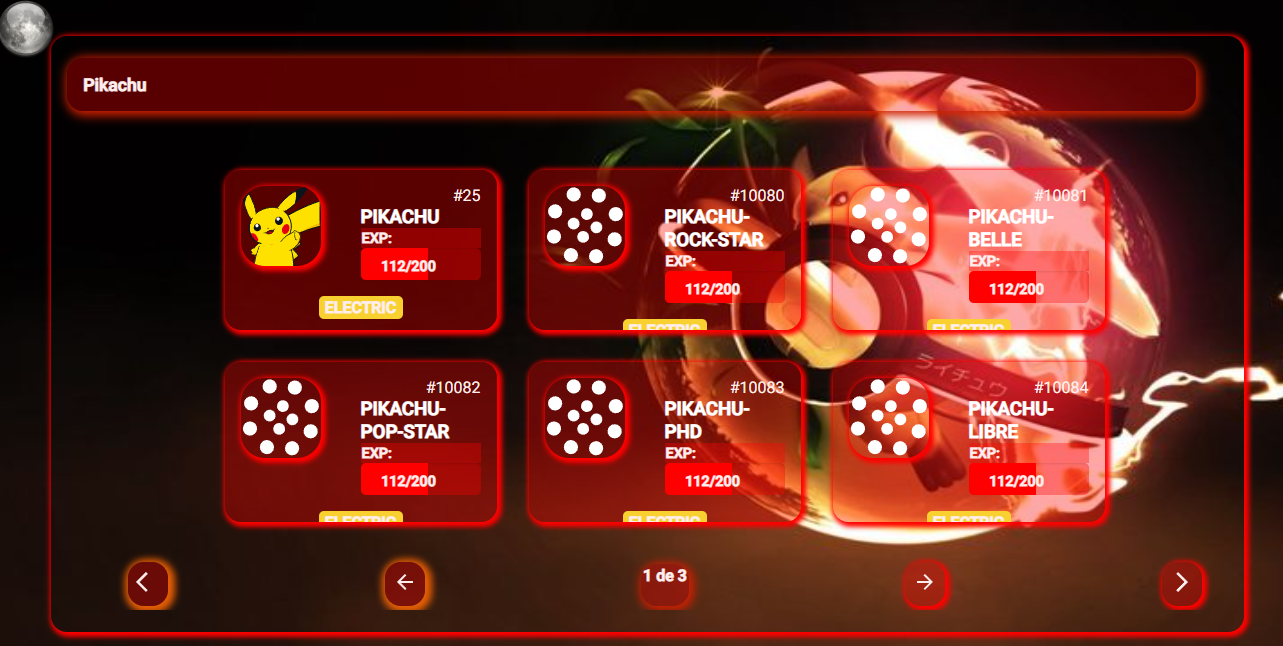 Pikachu
#25
PIKACHU
EXP:
112/200
ELECTRIC
#10080
PIKACHU-
ROCK-STAR
EXP:
112/200
ELECTRIC
#10081
PIKACHU-
BELLE
EXP:
112/200
ELECTRIC
ライチュウ
#10082
PIKACHU-
POP-STAR
EXP:
112/200
ELECTRIC
#10083
PIKACHU-
PHD
EXP:
112/200
ELECTRIC
#10084
PIKACHU-
LIBRE
EXP:
112/200
ELECTRIC
1 de 3